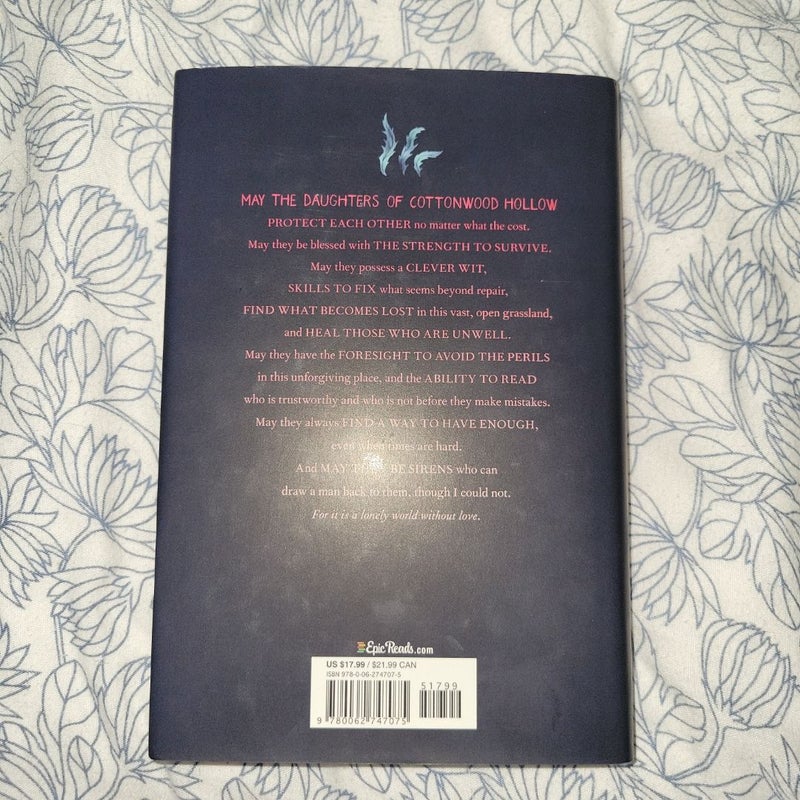 MAY THE DAUGHTERS OF COTTONWOOD HOLLOW
PROTECT EACH OTHER no matter what the cost.
May they be blessed with THE STRENGTH TO SURVIVE.
May they possess a CLEVER WIT,
SKILLS TO FIX what seems beyond repair,
FIND WHAT BECOMES LOST in this vast, open grassland,
and HEAL THOSE WHO ARE UNWELL.
May they have the FORESIGHT TO AVOID THE PERILS
in this unforgiving place, and the ABILITY TO READ
who is trustworthy and who is not before they make mistakes.
May they always FIND A WAY TO HAVE ENOUGH,
even when times are hard.
And MAY THEY BE SIRENS who can
draw a man back to them, though I could not.
For it is a lonely world without love.
EpicReads.com
US $17.99 / $21.99 CAN
ISBN 978-0-06-274707-5
51799
9 780062 747075